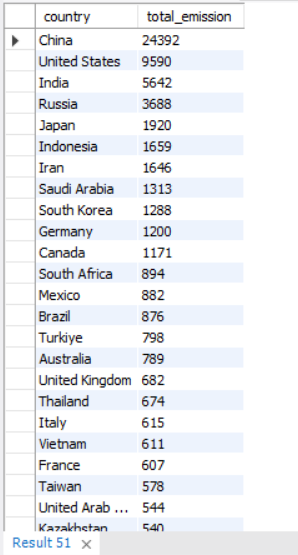 country total_emission
China 24392
United States 9590
India 5642
Russia 3688
Japan 1920
Indonesia 1659
Iran 1646
Saudi Arabia 1313
South Korea 1288
Germany 1200
Canada 1171
South Africa 894
Mexico 882
Brazil 876
Turkiye 798
Australia 789
United Kingdom 682
Thailand 674
Italy 615
Vietnam 611
France 607
Taiwan 578
United Arab ... 544
Kazakhstan 540
Result 51 ×